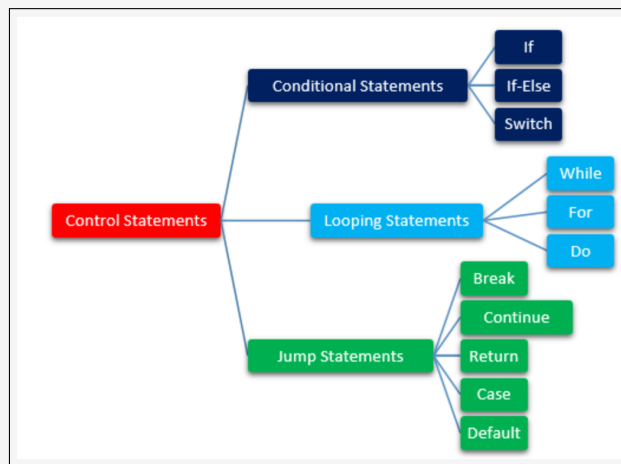 Control Statements
Conditional Statements
If
If-Else
Switch
Looping Statements
While
For
Do
Jump Statements
Break
Continue
Return
Case
Default